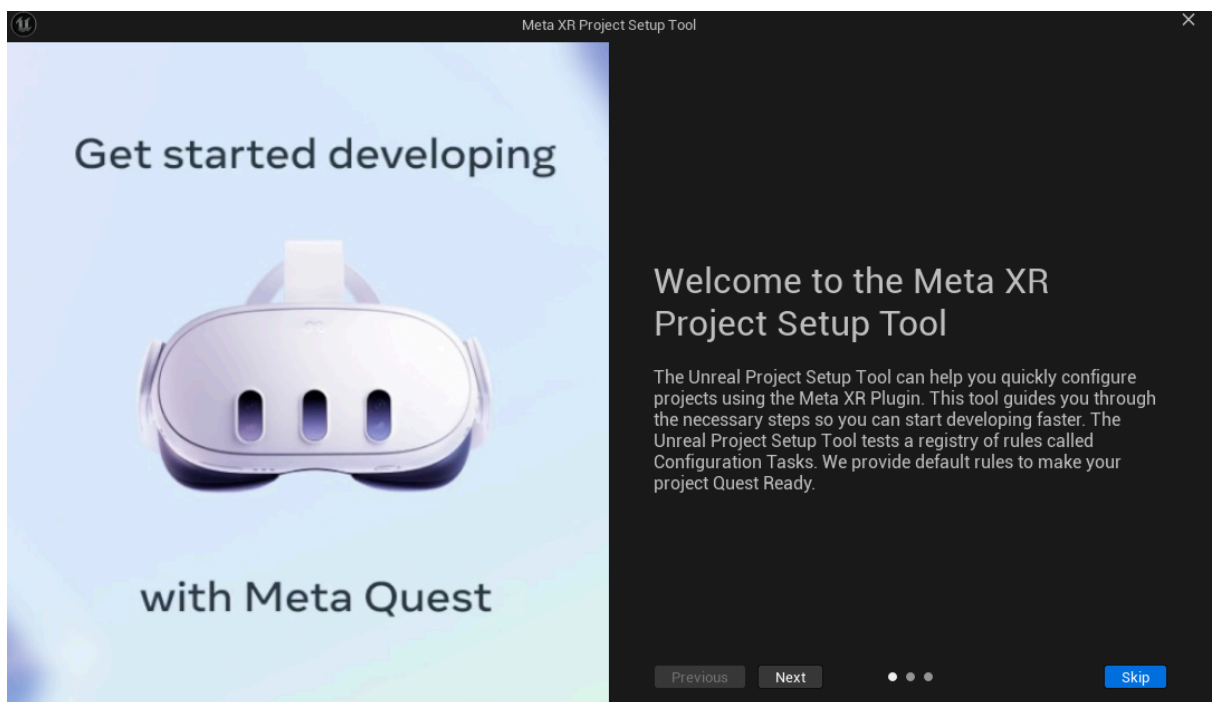 Meta XR Project Setup Tool
Get started developing
with Meta Quest
Welcome to the Meta XR
Project Setup Tool
The Unreal Project Setup Tool can help you quickly configure
projects using the Meta XR Plugin. This tool guides you through
the necessary steps so you can start developing faster. The
Unreal Project Setup Tool tests a registry of rules called
Configuration Tasks. We provide default rules to make your
project Quest Ready.
Previous
Next
Skip